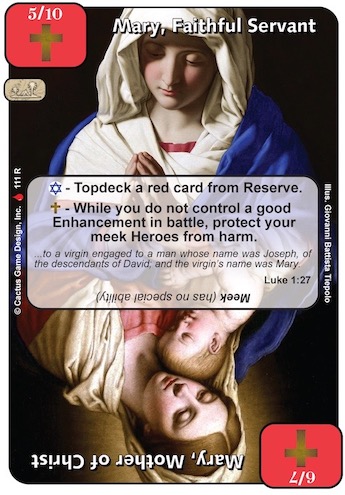 5/10
Mary, Faithful Servant
- Topdeck a red card from Reserve.
- While you do not control a good
Enhancement in battle, protect your
meek Heroes from harm.
...to a virgin engaged to a man whose name was Joseph, of
the descendants of David, and the virgin's name was Mary.
Luke 1:27
Meek (has no special ability)
Mary, Mother of Christ
6/7
© Cactus Game Design, Inc. 111 R
Illus. Giovanni Battista Tiepolo